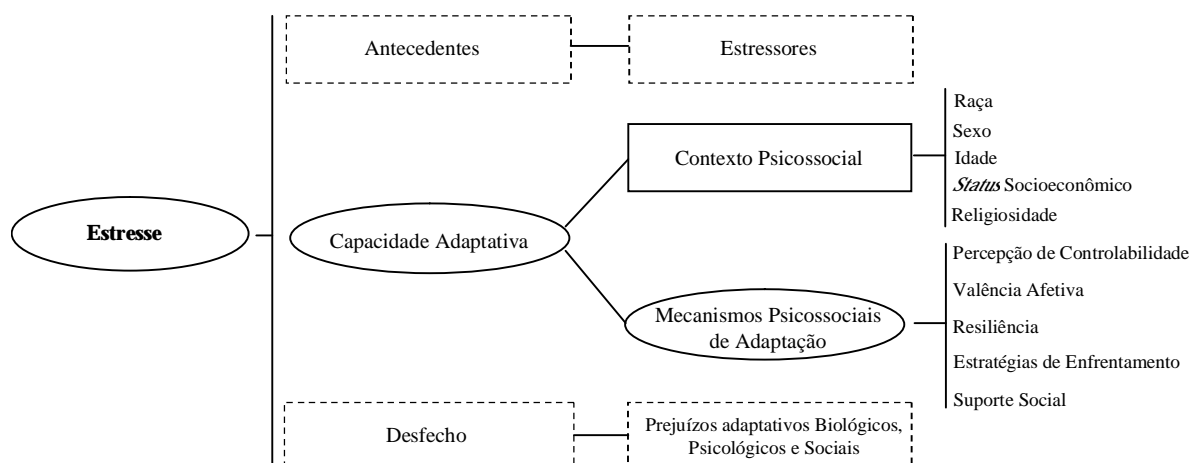 Antecedentes
Estressores
Raça
Sexo
Contexto Psicossocial
Idade
Status Socioeconômico
Religiosidade
Estresse
Capacidade Adaptativa
Percepção de Controlabilidade
Valência Afetiva
Mecanismos Psicossociais
de Adaptação
Resiliência
Estratégias de Enfrentamento
Suporte Social
Desfecho
Prejuízos adaptativos Biológicos,
Psicológicos e Sociais